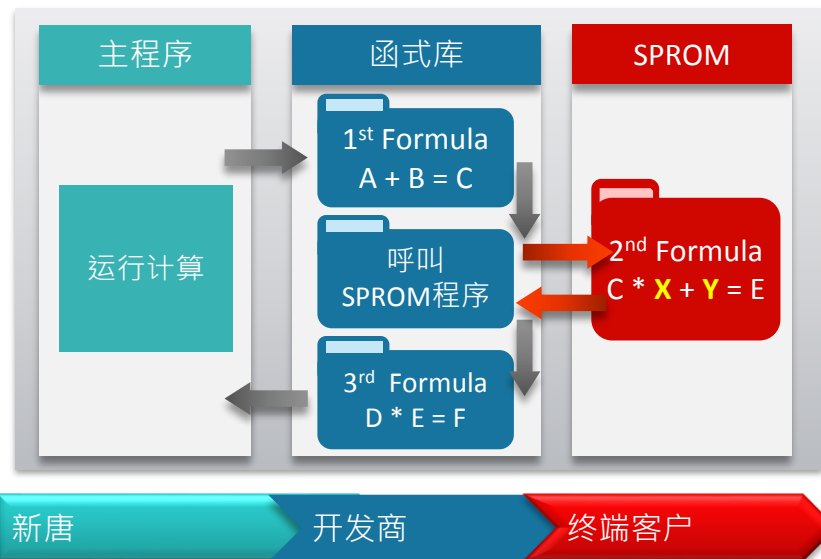 主程序
函式库
SPROM
运行计算
1st Formula
A + B = C
呼叫
SPROM程序
3rd Formula
D * E = F
2nd Formula
C * X + Y = E
新唐
开发商
终端客户